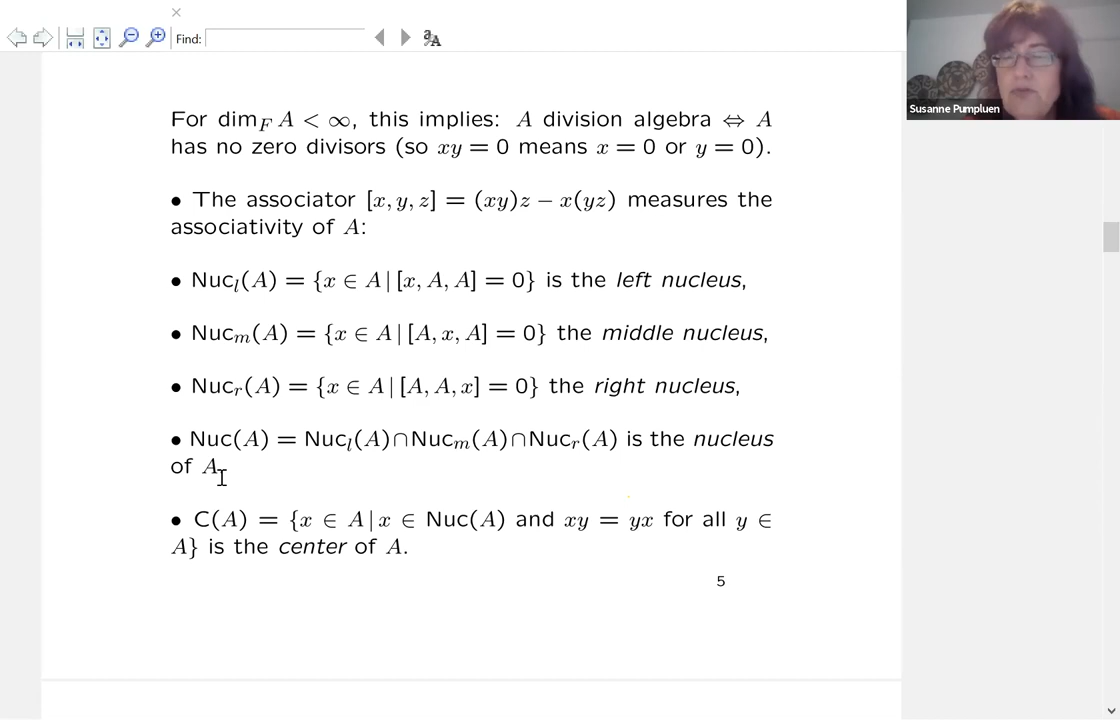 Find:
Susanne Pumpluen
For dim_F A < ∞, this implies: A division algebra ⇔ A
has no zero divisors (so xy = 0 means x = 0 or y = 0).
• The associator [x, y, z] = (xy)z − x(yz) measures the
associativity of A:
• Nuc_l(A) = {x ∈ A | [x, A, A] = 0} is the left nucleus,
• Nuc_m(A) = {x ∈ A | [A, x, A] = 0} the middle nucleus,
• Nuc_r(A) = {x ∈ A | [A, A, x] = 0} the right nucleus,
• Nuc(A) = Nuc_l(A)∩Nuc_m(A)∩Nuc_r(A) is the nucleus
of A
• C(A) = {x ∈ A | x ∈ Nuc(A) and xy = yx for all y ∈
A} is the center of A.
5